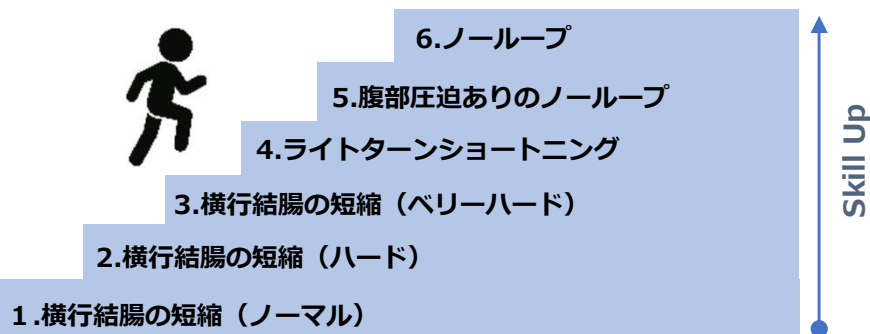 6.ノーループ
5.腹部圧迫ありのノーループ
4.ライトターンショートニング
3.横行結腸の短縮（ベリーハード）
2.横行結腸の短縮（ハード）
１.横行結腸の短縮（ノーマル）
Skill Up